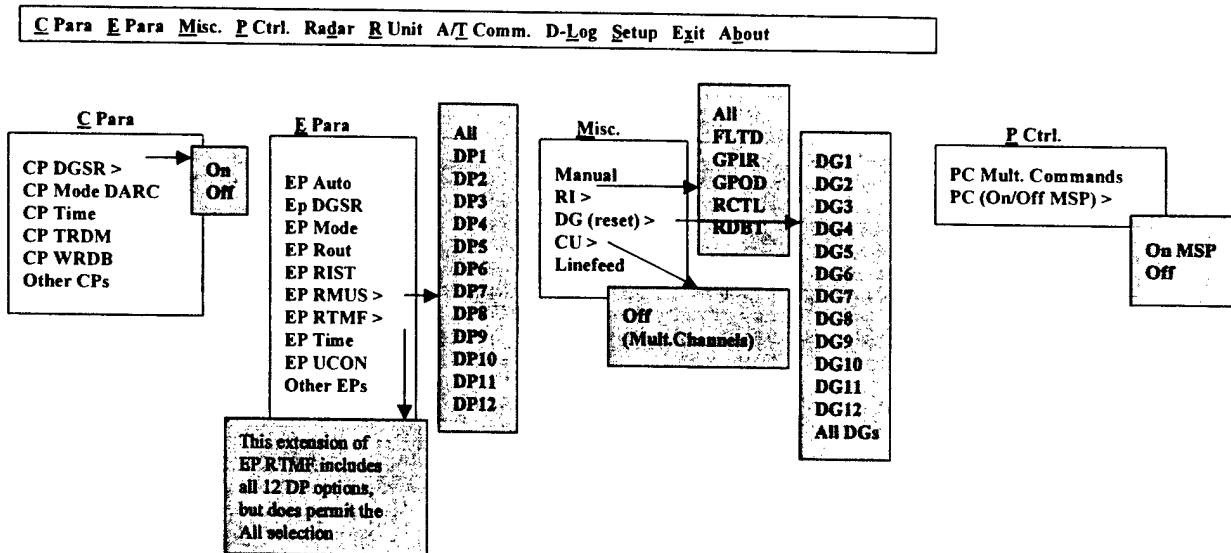 C Para E Para Misc. P Ctrl. Radar R Unit A/T Comm. D-Log Setup Exit About
C Para
CP DGSR >
CP Mode DARC
CP Time
CP TRDM
CP WRDB
Other CPs
On
Off
E Para
EP Auto
Ep DGSR
EP Mode
EP Rout
EP RIST
EP RMUS >
EP RTMF >
EP Time
EP UCON
Other EPs
This extension of
EP RTMF includes
all 12 DP options,
but does permit the
All selection
All
DP1
DP2
DP3
DP4
DP5
DP6
DP7
DP8
DP9
DP10
DP11
DP12
Misc.
Manual
RI >
DG (reset) >
CU >
Linefeed
All
FLTD
GPIR
GPOD
RCTL
RDBT
Off
(Mult.Channels)
DG1
DG2
DG3
DG4
DG5
DG6
DG7
DG8
DG9
DG10
DG11
DG12
All DGs
P Ctrl.
PC Mult. Commands
PC (On/Off MSP) >
On MSP
Off